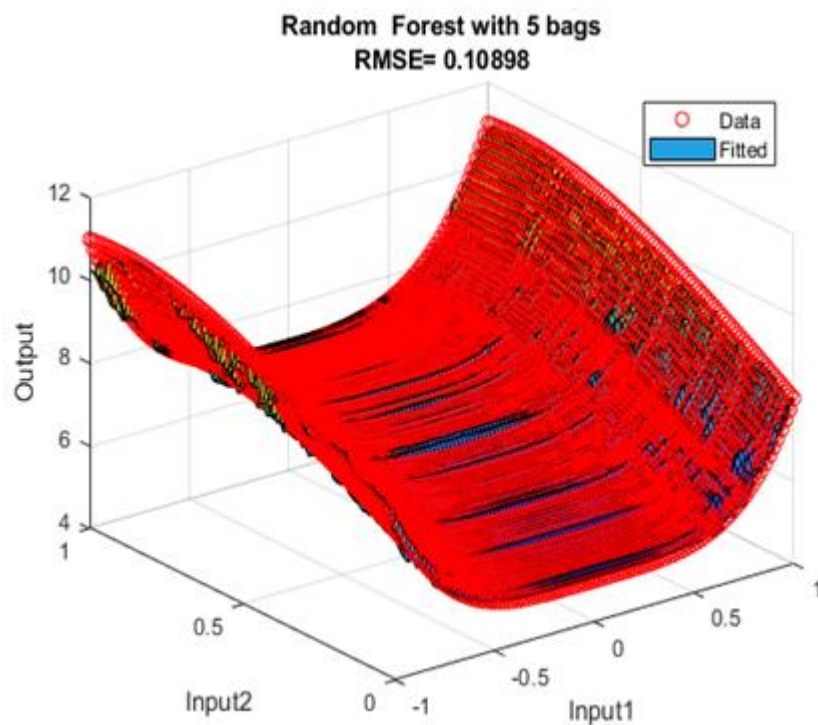 Random Forest with 5 bags
RMSE= 0.10898
Data
Fitted
12
10
8
6
4
Output
1
0.5
0
Input2
-1
-0.5
0
0.5
1
Input1